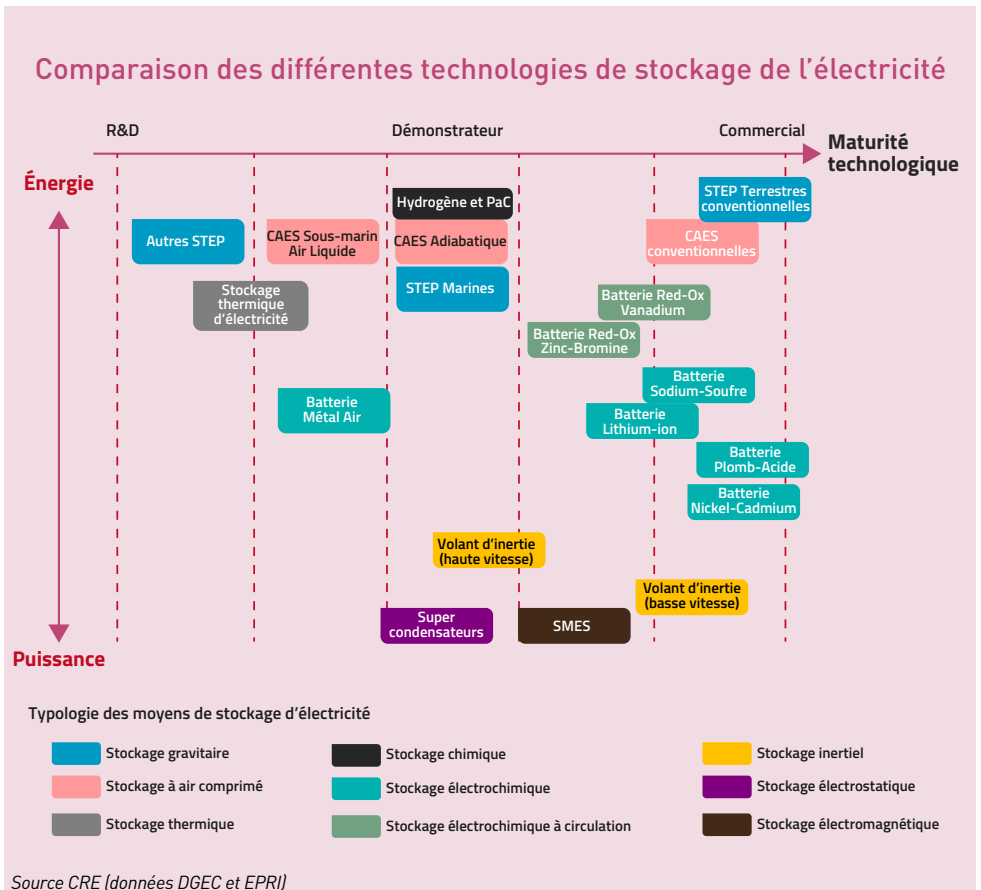 Comparaison des différentes technologies de stockage de l'électricité
R&D
Démonstrateur
Commercial
Maturité
technologique
Énergie
Puissance
Hydrogène et PaC
STEP Terrestres
conventionnelles
Autres STEP
CAES Sous-marin
Air Liquide
CAES Adiabatique
CAES
conventionnelles
Stockage
thermique
d'électricité
STEP Marines
Batterie Red-Ox
Vanadium
Batterie Red-Ox
Zinc-Bromine
Batterie
Sodium-Soufre
Batterie
Métal Air
Batterie
Lithium-ion
Batterie
Plomb-Acide
Batterie
Nickel-Cadmium
Volant d'inertie
(haute vitesse)
Volant d'inertie
(basse vitesse)
Super
condensateurs
SMES
Typologie des moyens de stockage d'électricité
Stockage gravitaire
Stockage à air comprimé
Stockage thermique
Stockage chimique
Stockage électrochimique
Stockage électrochimique à circulation
Stockage inertiel
Stockage électrostatique
Stockage électromagnétique
Source CRE (données DGEC et EPRI)